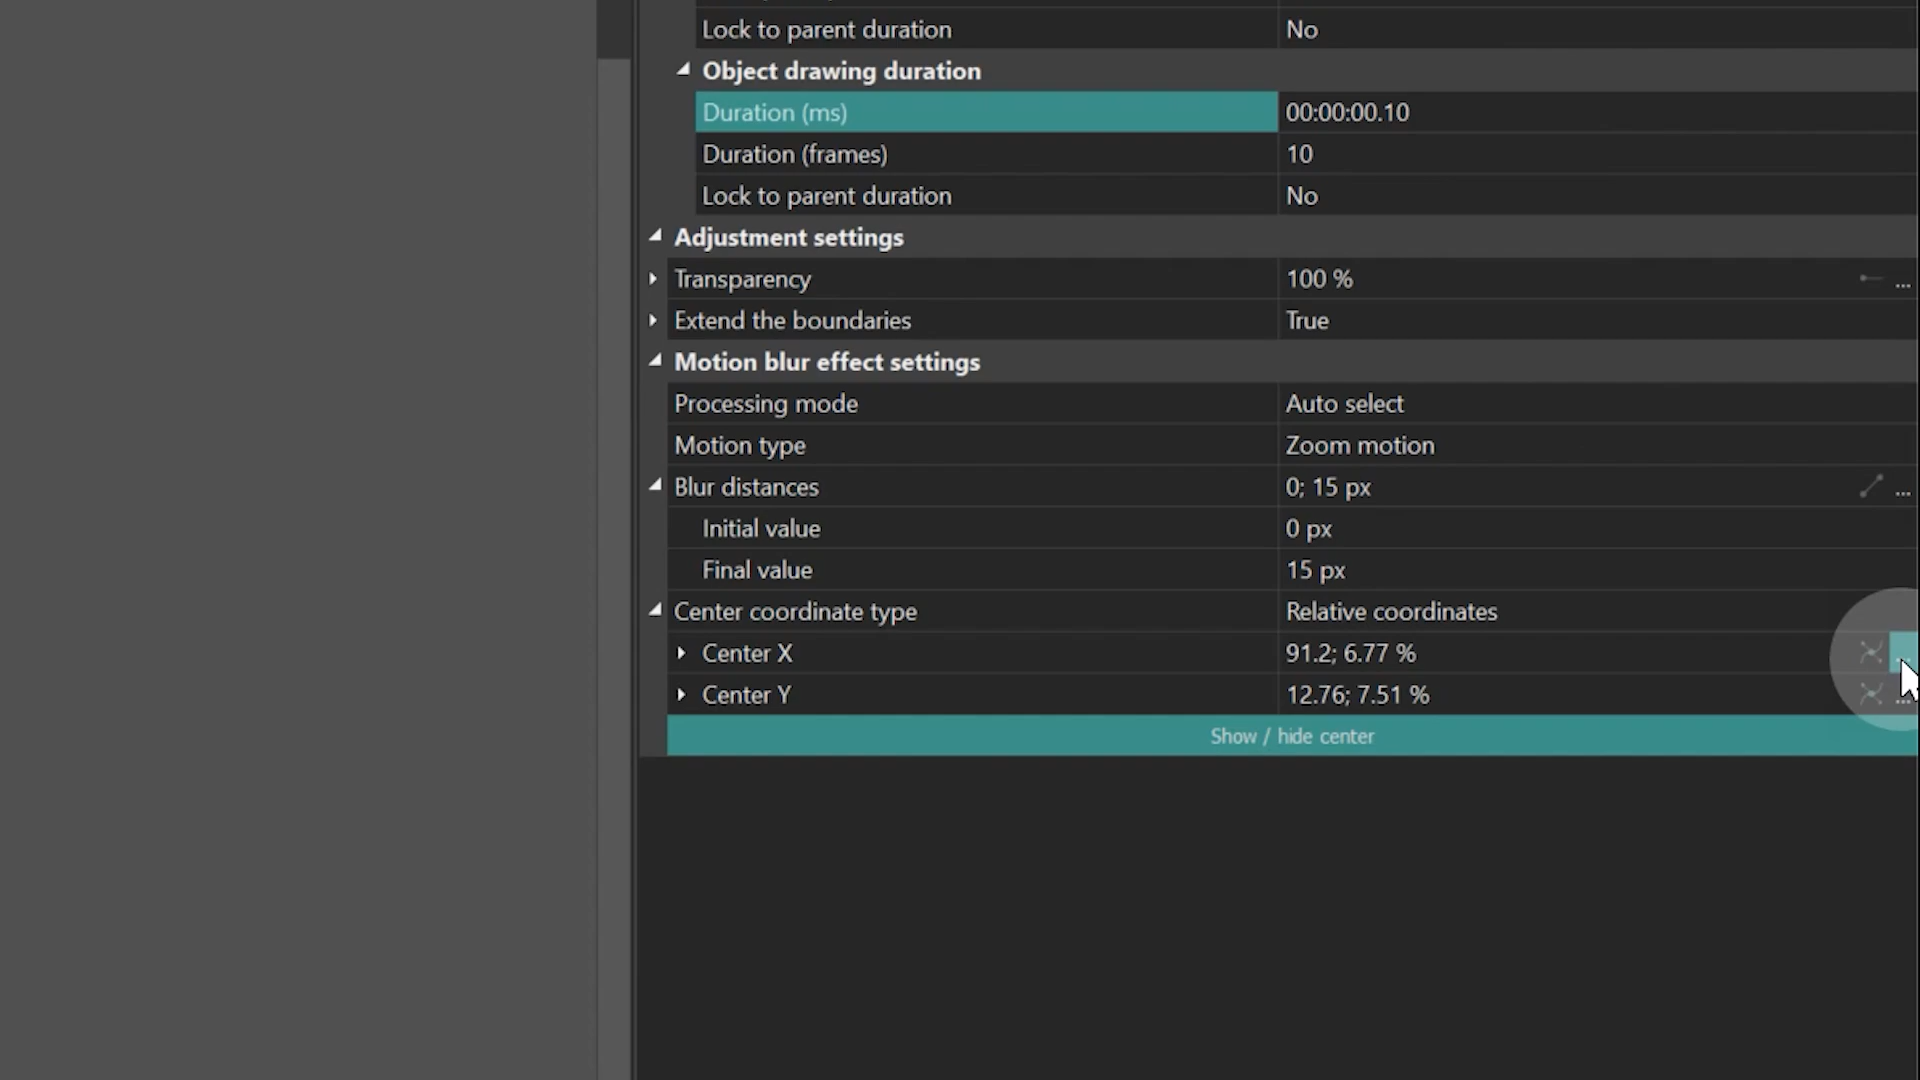 Lock to parent duration No
Object drawing duration
Duration (ms) 00:00:00.10
Duration (frames) 10
Lock to parent duration No
Adjustment settings
Transparency 100 % ...
Extend the boundaries True
Motion blur effect settings
Processing mode Auto select
Motion type Zoom motion
Blur distances 0; 15 px ...
Initial value 0 px
Final value 15 px
Center coordinate type Relative coordinates
Center X 91.2; 6.77 % ...
Center Y 12.76; 7.51 % ...
Show / hide center